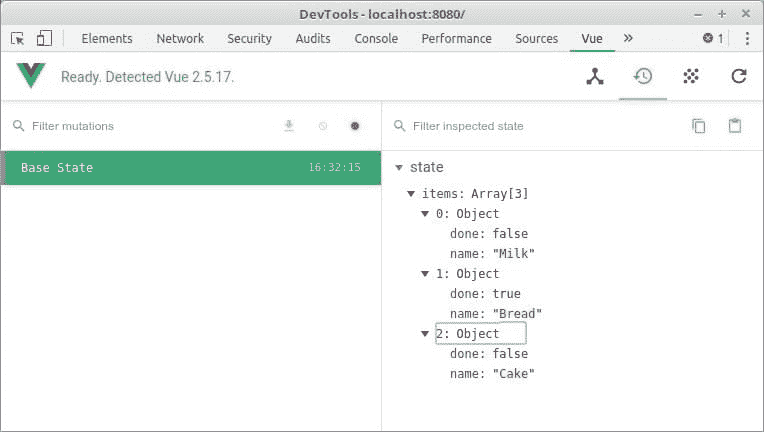 DevTools - localhost:8080/
Elements Network Security Audits Console Performance Sources Vue » 1
Ready. Detected Vue 2.5.17.
Filter mutations
Filter inspected state
Base State 16:32:15
state
items: Array[3]
0: Object
done: false
name: "Milk"
1: Object
done: true
name: "Bread"
2: Object
done: false
name: "Cake"